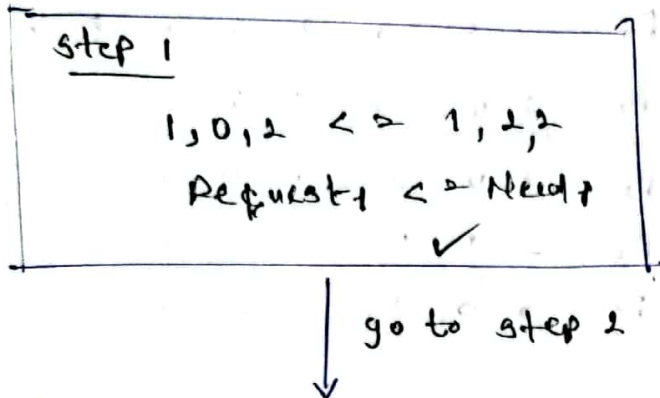 step 1
1,0,2 <= 1,2,2
Request1 <= Need1
✓
go to step 2